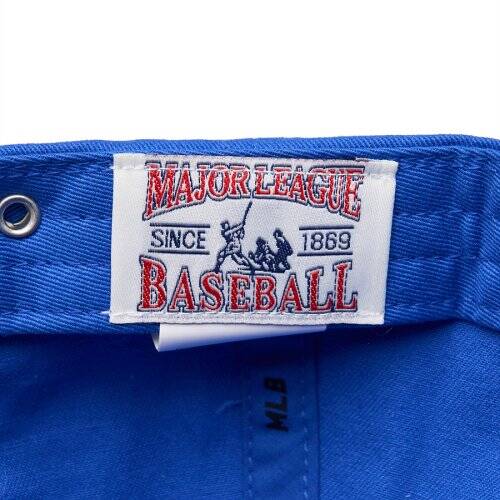 MAJOR LEAGUE
SINCE 1869
BASEBALL
MLB